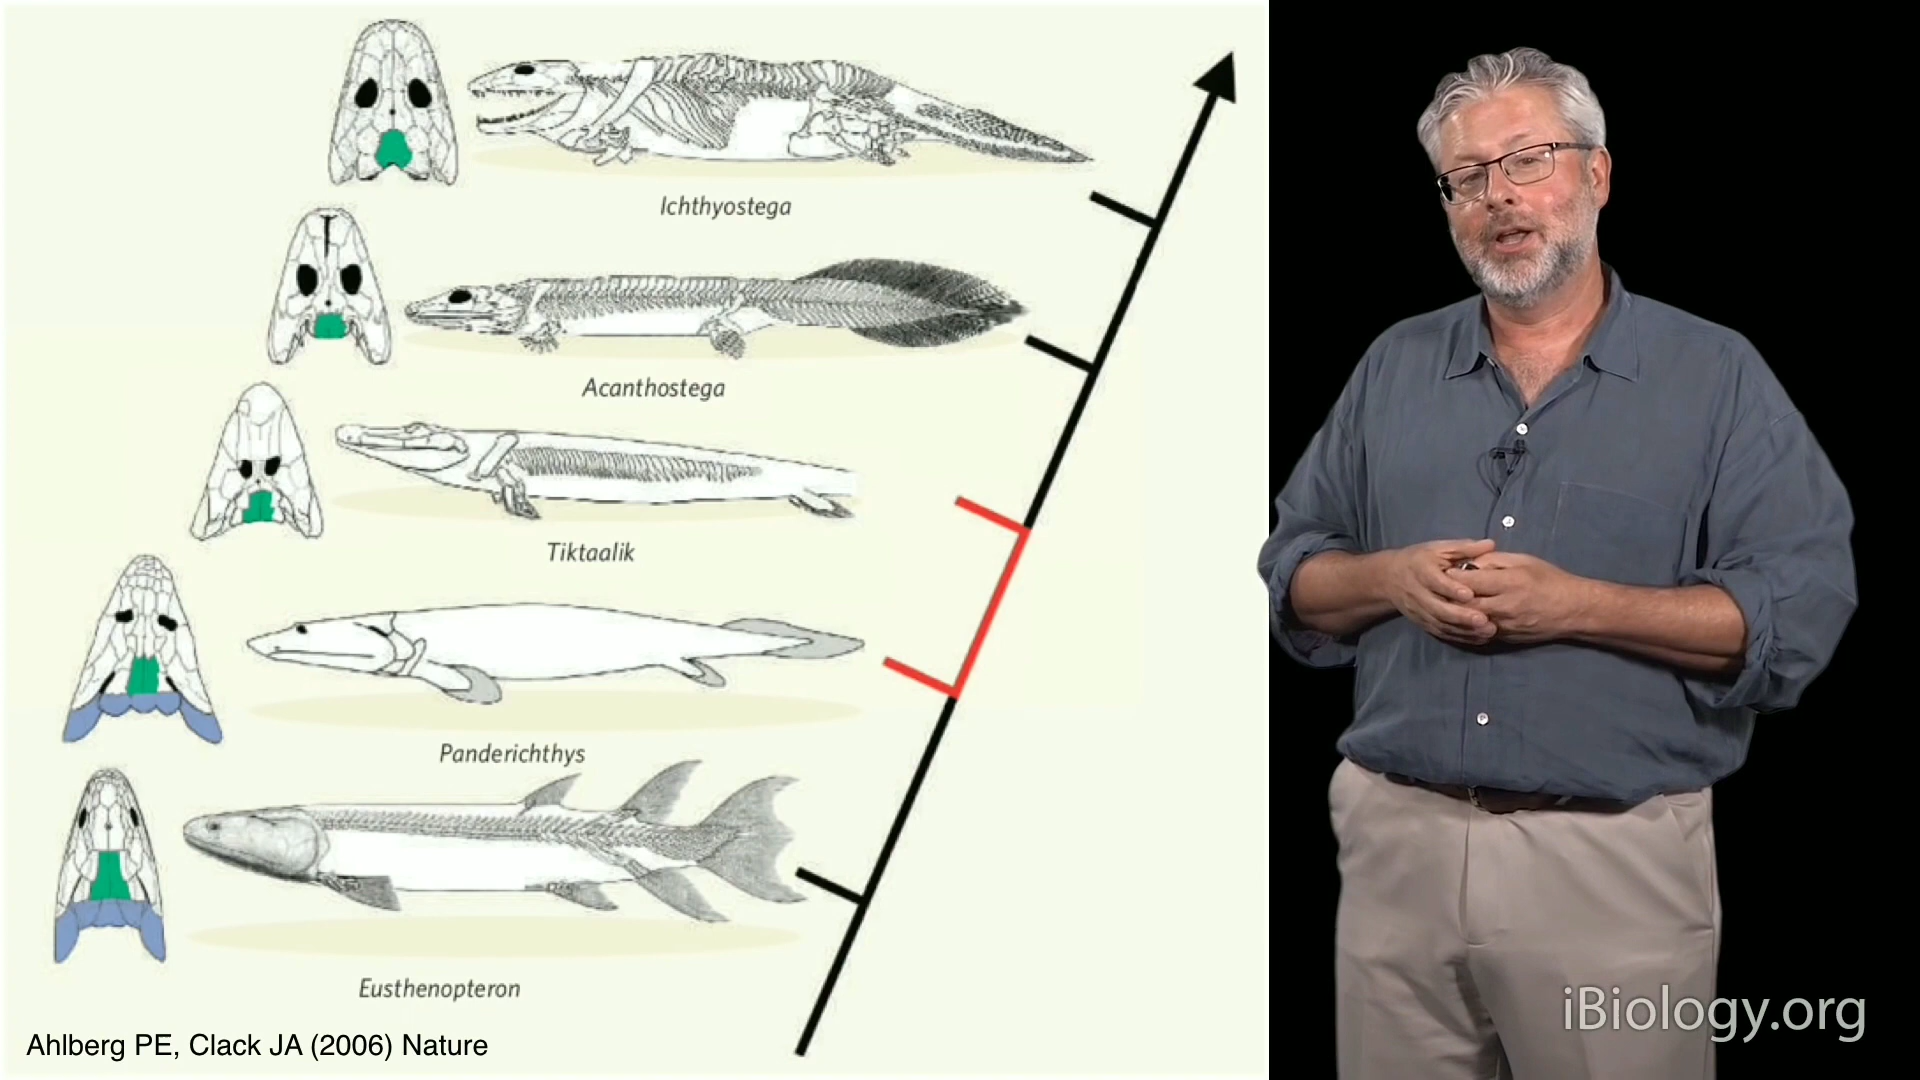 Ichthyostega
Acanthostega
Tiktaalik
Panderichthys
Eusthenopteron
Ahlberg PE, Clack JA (2006) Nature
iBiology.org